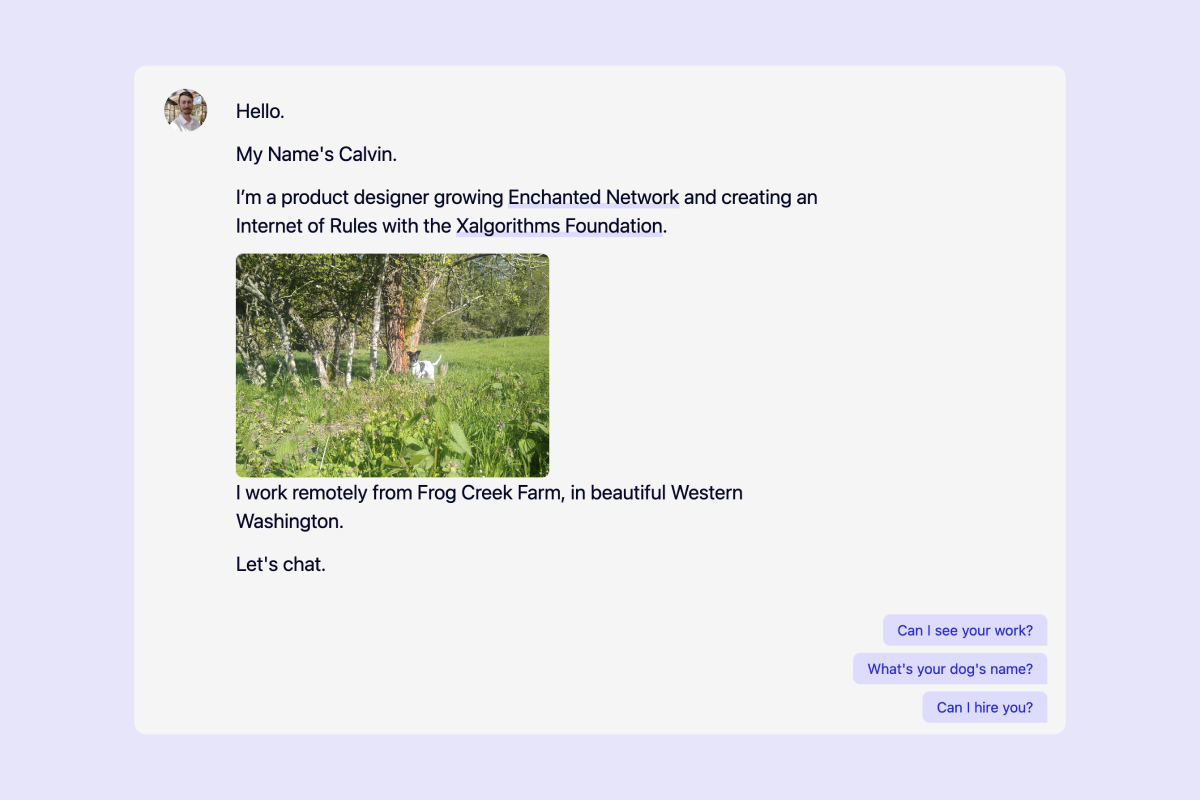 Hello.
My Name's Calvin.
I’m a product designer growing Enchanted Network and creating an
Internet of Rules with the Xalgorithms Foundation.
I work remotely from Frog Creek Farm, in beautiful Western
Washington.
Let's chat.
Can I see your work?
What's your dog's name?
Can I hire you?